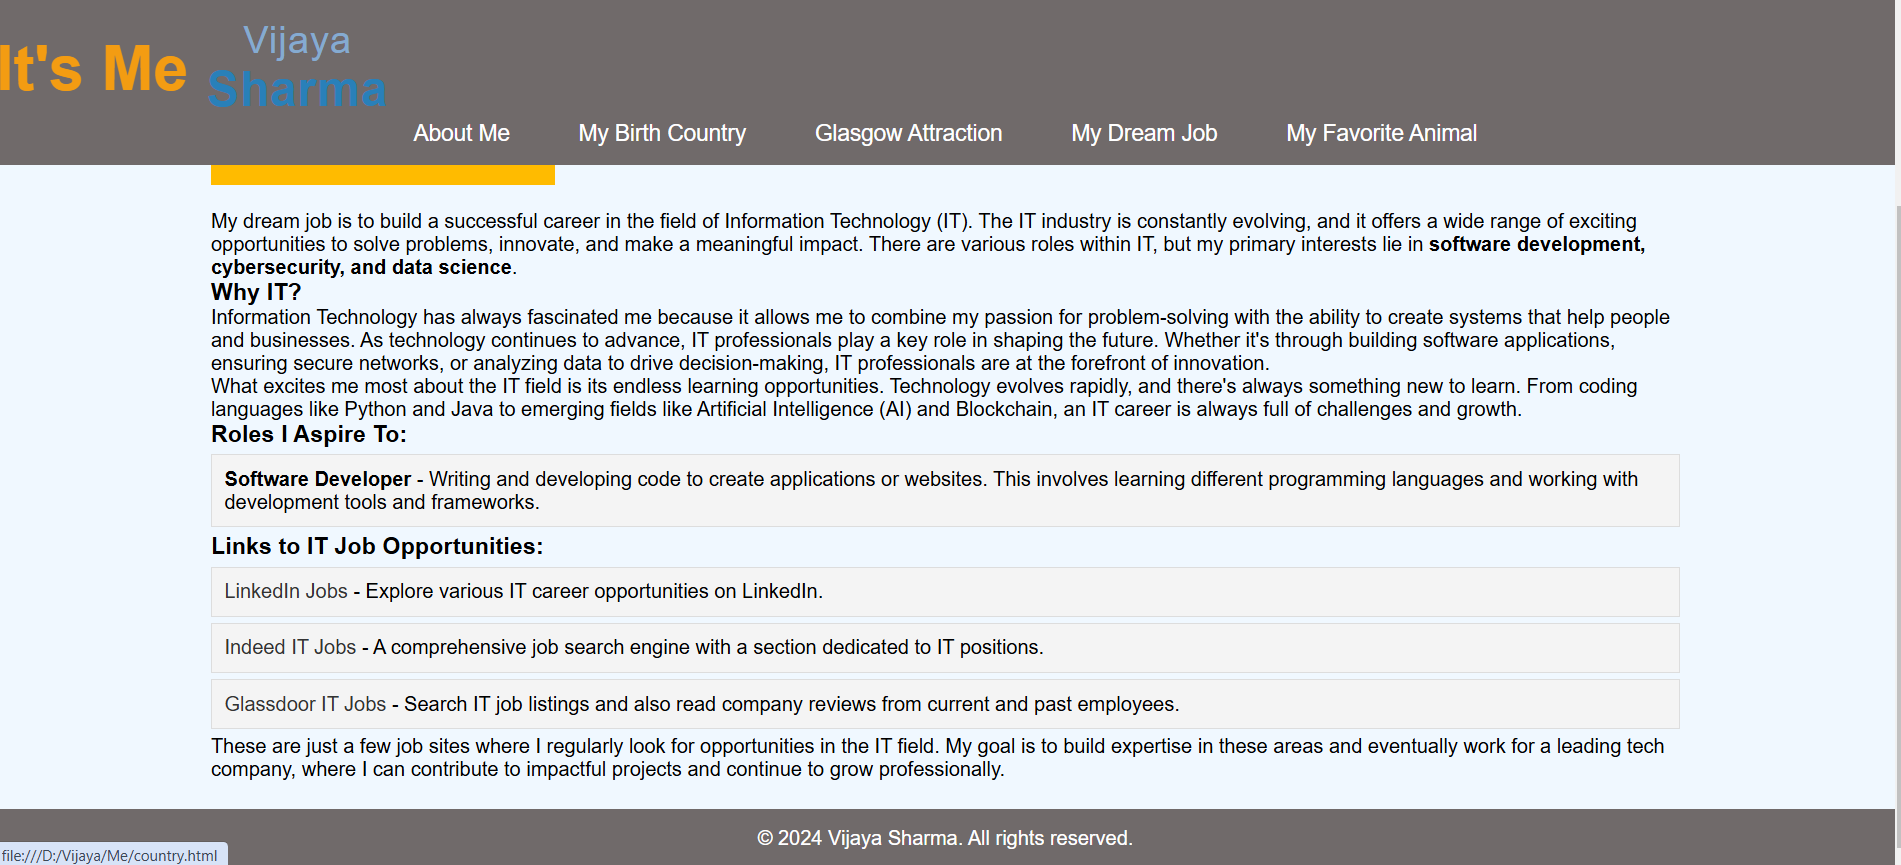 It's Me
Vijaya
Sharma
About Me My Birth Country Glasgow Attraction My Dream Job My Favorite Animal
My dream job is to build a successful career in the field of Information Technology (IT). The IT industry is constantly evolving, and it offers a wide range of exciting
opportunities to solve problems, innovate, and make a meaningful impact. There are various roles within IT, but my primary interests lie in software development,
cybersecurity, and data science.
Why IT?
Information Technology has always fascinated me because it allows me to combine my passion for problem-solving with the ability to create systems that help people
and businesses. As technology continues to advance, IT professionals play a key role in shaping the future. Whether it's through building software applications,
ensuring secure networks, or analyzing data to drive decision-making, IT professionals are at the forefront of innovation.
What excites me most about the IT field is its endless learning opportunities. Technology evolves rapidly, and there's always something new to learn. From coding
languages like Python and Java to emerging fields like Artificial Intelligence (AI) and Blockchain, an IT career is always full of challenges and growth.
Roles I Aspire To:
Software Developer - Writing and developing code to create applications or websites. This involves learning different programming languages and working with
development tools and frameworks.
Links to IT Job Opportunities:
LinkedIn Jobs - Explore various IT career opportunities on LinkedIn.
Indeed IT Jobs - A comprehensive job search engine with a section dedicated to IT positions.
Glassdoor IT Jobs - Search IT job listings and also read company reviews from current and past employees.
These are just a few job sites where I regularly look for opportunities in the IT field. My goal is to build expertise in these areas and eventually work for a leading tech
company, where I can contribute to impactful projects and continue to grow professionally.
© 2024 Vijaya Sharma. All rights reserved.
file:///D:/Vijaya/Me/country.html